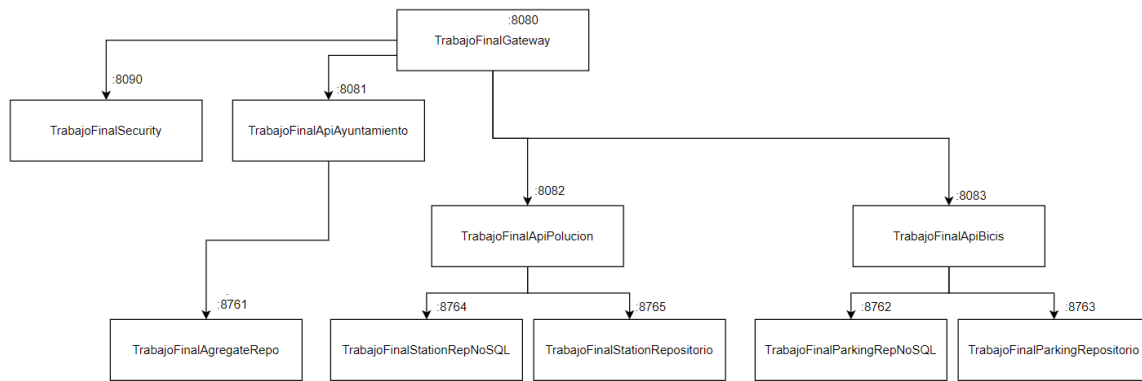 :8080
TrabajoFinalGateway
:8090
:8081
TrabajoFinalSecurity
TrabajoFinalApiAyuntamiento
:8082
:8083
TrabajoFinalApiPolucion
TrabajoFinalApiBicis
:8761
:8764
:8765
:8762
:8763
TrabajoFinalAgregateRepo
TrabajoFinalStationRepNoSQL
TrabajoFinalStationRepositorio
TrabajoFinalParkingRepNoSQL
TrabajoFinalParkingRepositorio